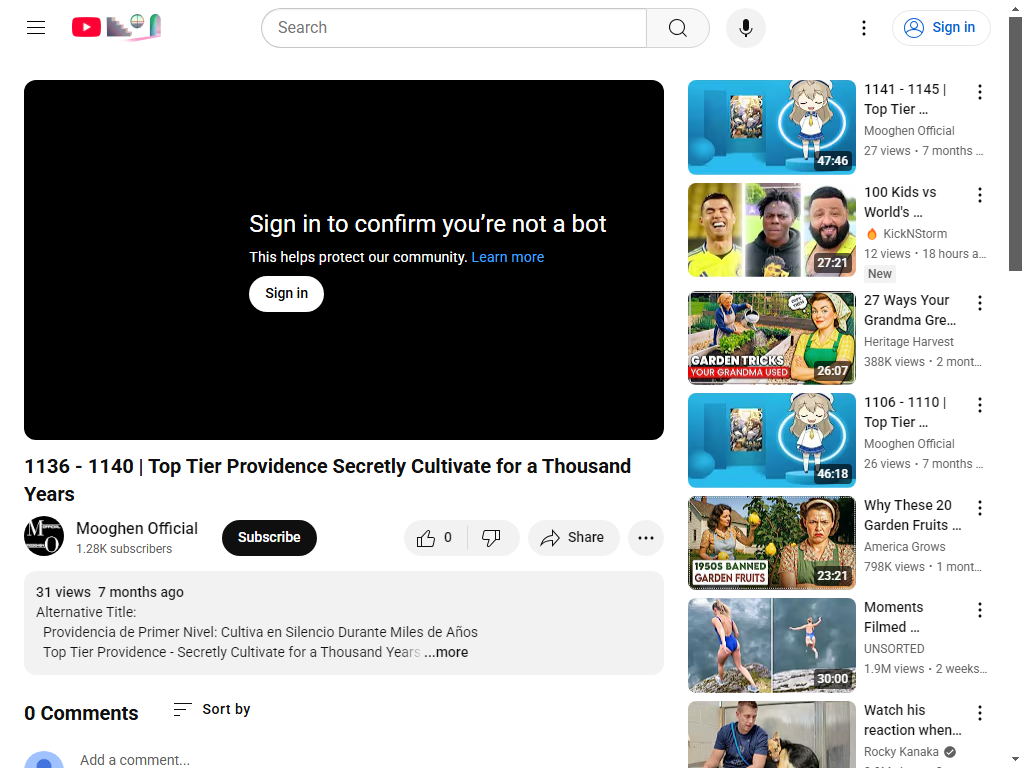 Search
Sign in
Sign in to confirm you’re not a bot
This helps protect our community. Learn more
Sign in
1136 - 1140 | Top Tier Providence Secretly Cultivate for a Thousand
Years
Mooghen Official
1.28K subscribers
Subscribe
0
Share
31 views 7 months ago
Alternative Title:
Providencia de Primer Nivel: Cultiva en Silencio Durante Miles de Años
Top Tier Providence - Secretly Cultivate for a Thousand Years ...more
0 Comments
Sort by
Add a comment...
47:46
1141 - 1145 |
Top Tier …
Mooghen Official
27 views • 7 months …
27:21
100 Kids vs
World's …
KickNStorm
12 views • 18 hours a…
New
GARDEN TRICKS
YOUR GRANDMA USED
26:07
27 Ways Your
Grandma Gre…
Heritage Harvest
388K views • 2 mont…
46:18
1106 - 1110 |
Top Tier …
Mooghen Official
26 views • 7 months …
1950S BANNED
GARDEN FRUITS
23:21
Why These 20
Garden Fruits …
America Grows
798K views • 1 mont…
30:00
Moments
Filmed …
UNSORTED
1.9M views • 2 weeks…
Watch his
reaction when…
Rocky Kanaka